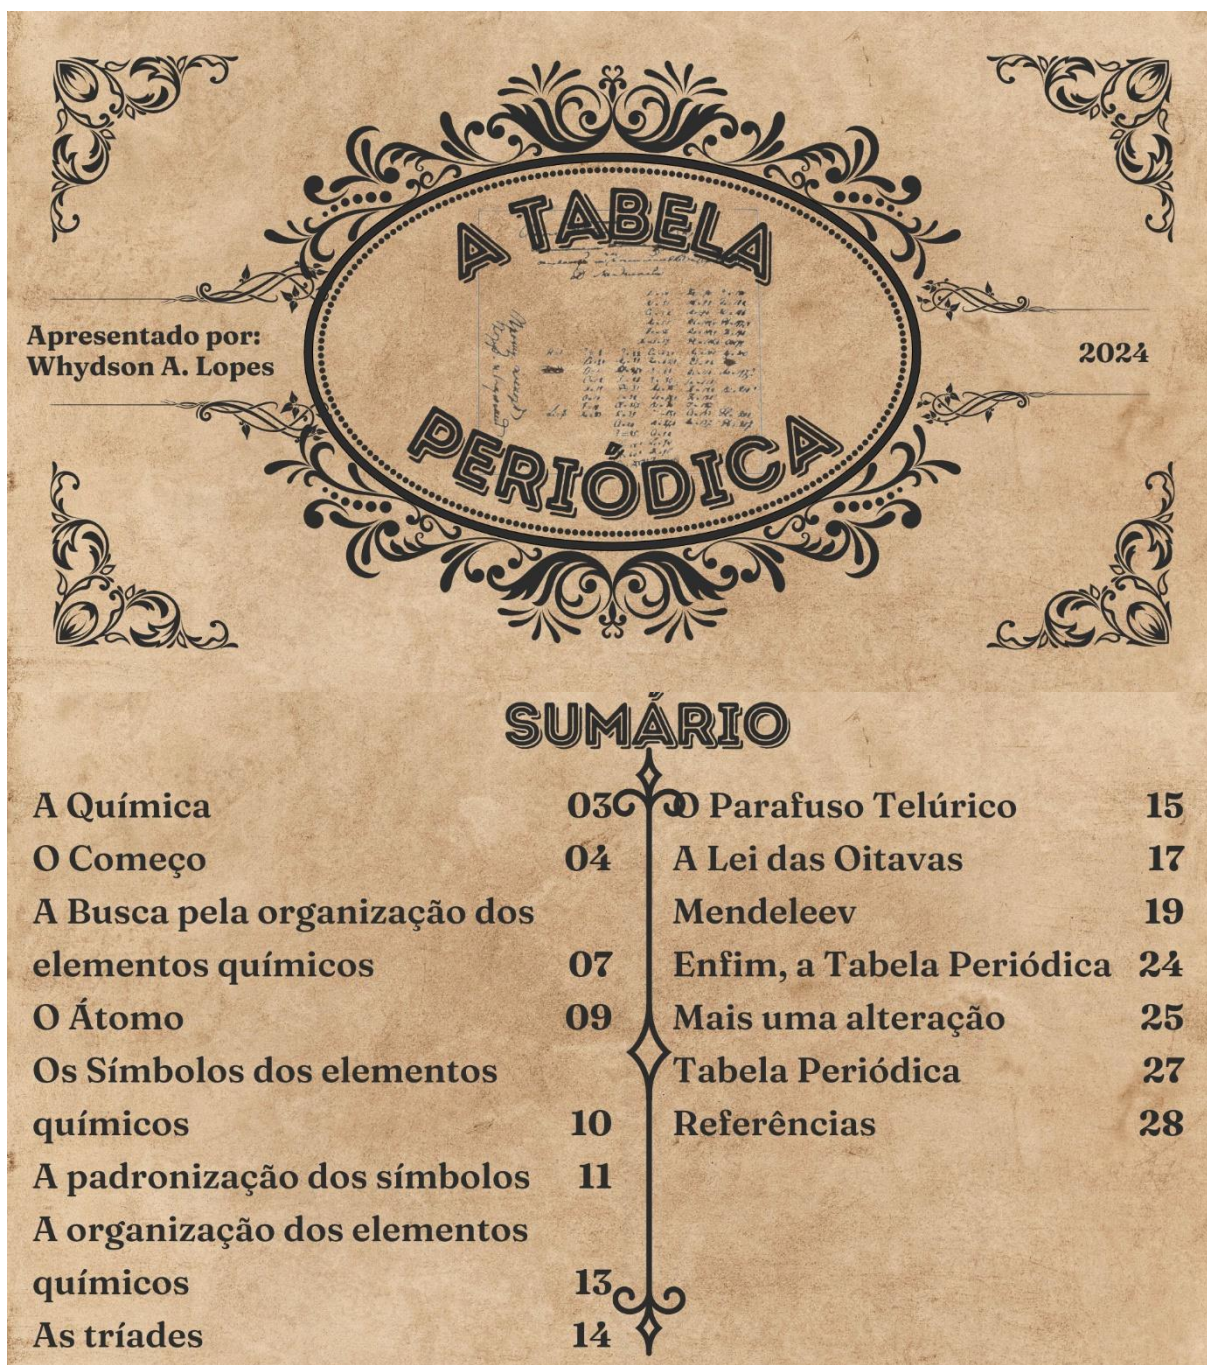 A TABELA
PERIÓDICA
Apresentado por:
Whydson A. Lopes
2024
SUMÁRIO
A Química 03
O Começo 04
A Busca pela organização dos
elementos químicos 07
O Átomo 09
Os Símbolos dos elementos
químicos 10
A padronização dos símbolos 11
A organização dos elementos
químicos 13
As tríades 14
O Parafuso Telúrico 15
A Lei das Oitavas 17
Mendeleev 19
Enfim, a Tabela Periódica 24
Mais uma alteração 25
Tabela Periódica 27
Referências 28